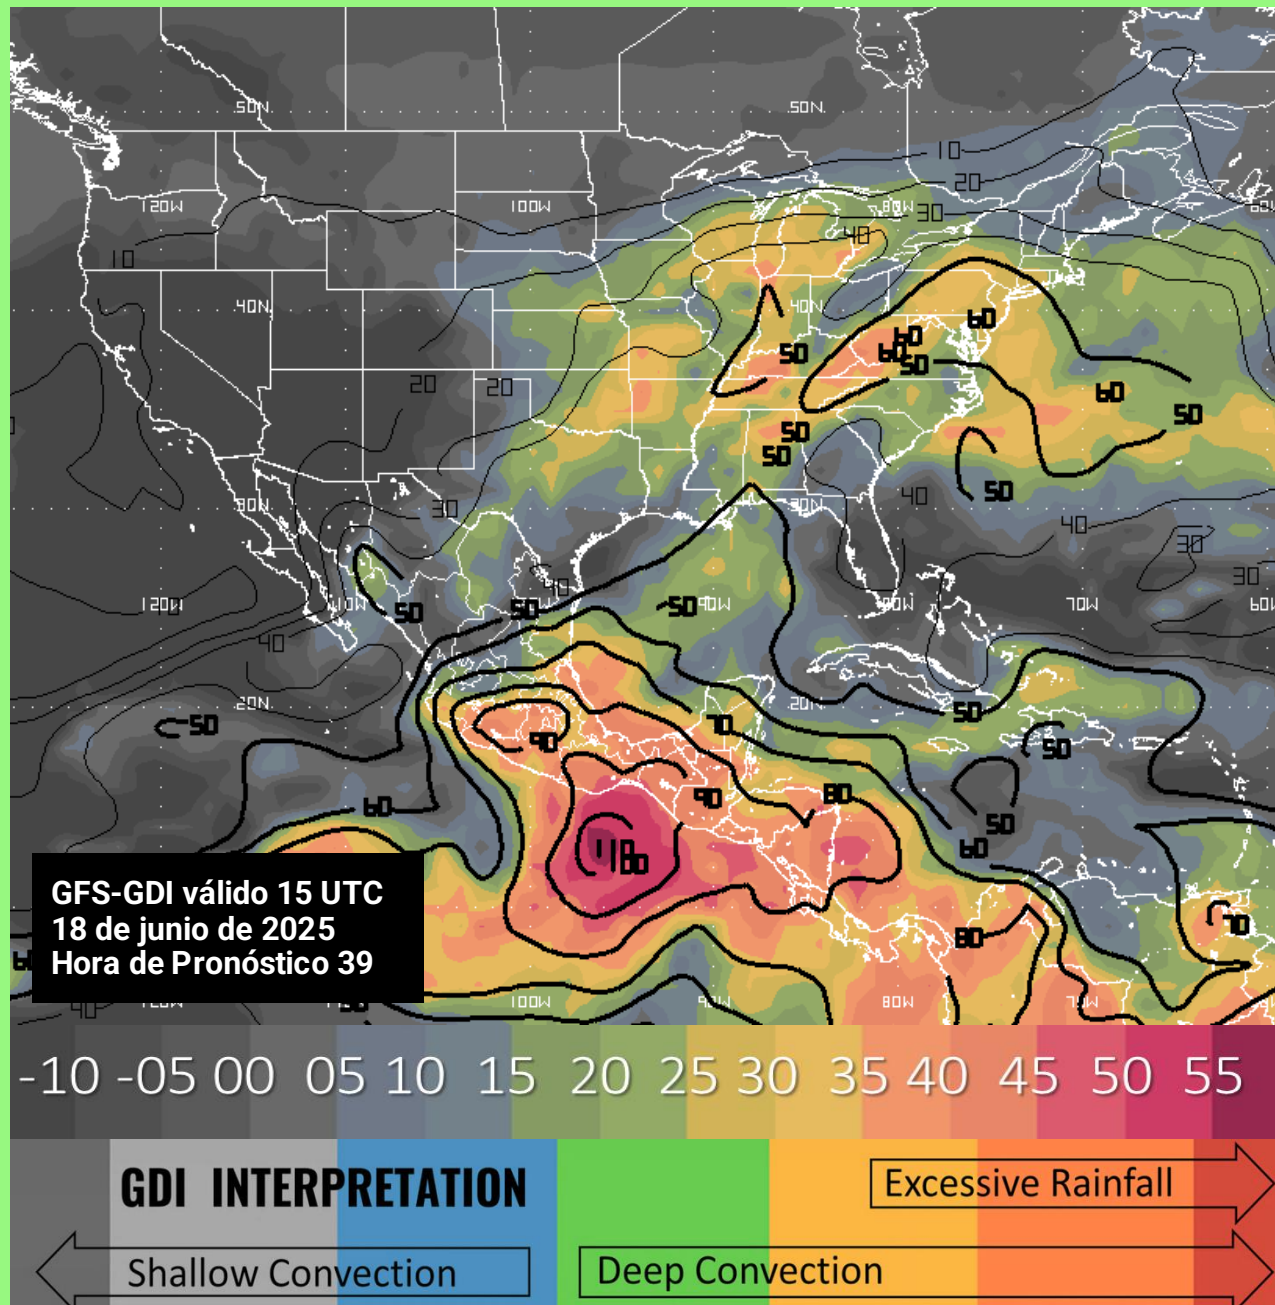 50N
50N
10
20
120W
100W
80W
30
60W
40
10
40N
40N
60
60
60
50
50
20
20
60
50
50
50
30N
30
30N
40
50
40
30
40
30
120W
110W
50
50
50
90W
80W
70W
60W
40
20N
50
70
20N
50
90
50
60
90
80
50
60
80
70
GFS-GDI válido 15 UTC
18 de junio de 2025
Hora de Pronóstico 39
80
40
120W
100W
90W
80W
70W
-10 -05 00 05 10 15 20 25 30 35 40 45 50 55
GDI INTERPRETATION
Excessive Rainfall
Shallow Convection
Deep Convection